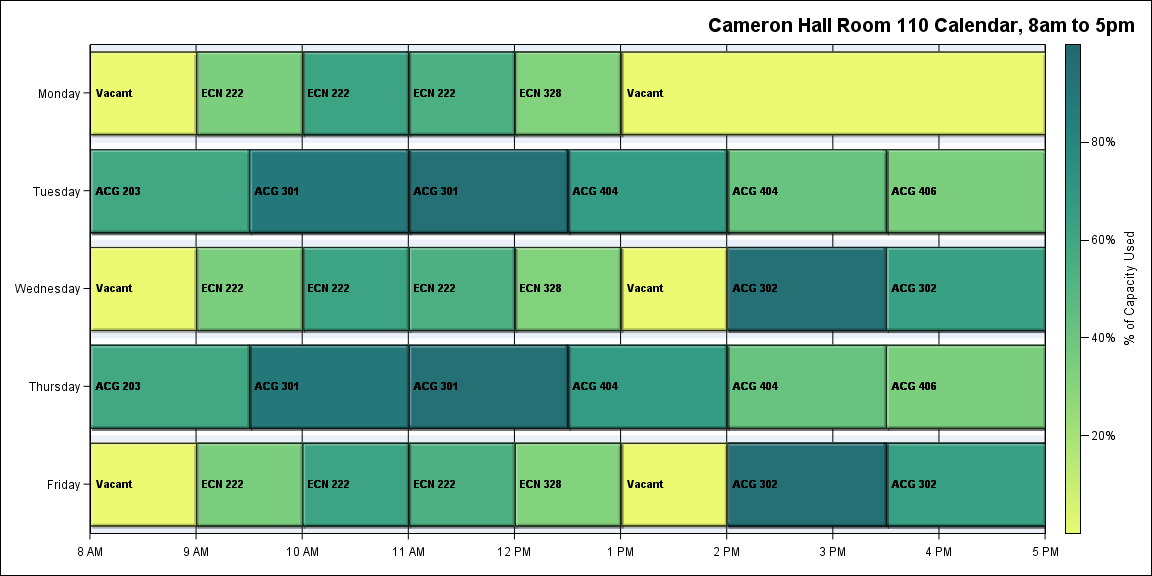 Cameron Hall Room 110 Calendar, 8am to 5pm
Monday
Vacant
ECN 222
ECN 222
ECN 222
ECN 328
Vacant
Tuesday
ACG 203
ACG 301
ACG 301
ACG 404
ACG 404
ACG 406
Wednesday
Vacant
ECN 222
ECN 222
ECN 222
ECN 328
Vacant
ACG 302
ACG 302
Thursday
ACG 203
ACG 301
ACG 301
ACG 404
ACG 404
ACG 406
Friday
Vacant
ECN 222
ECN 222
ECN 222
ECN 328
Vacant
ACG 302
ACG 302
8 AM
9 AM
10 AM
11 AM
12 PM
1 PM
2 PM
3 PM
4 PM
5 PM
80%
60%
40%
20%
% of Capacity Used